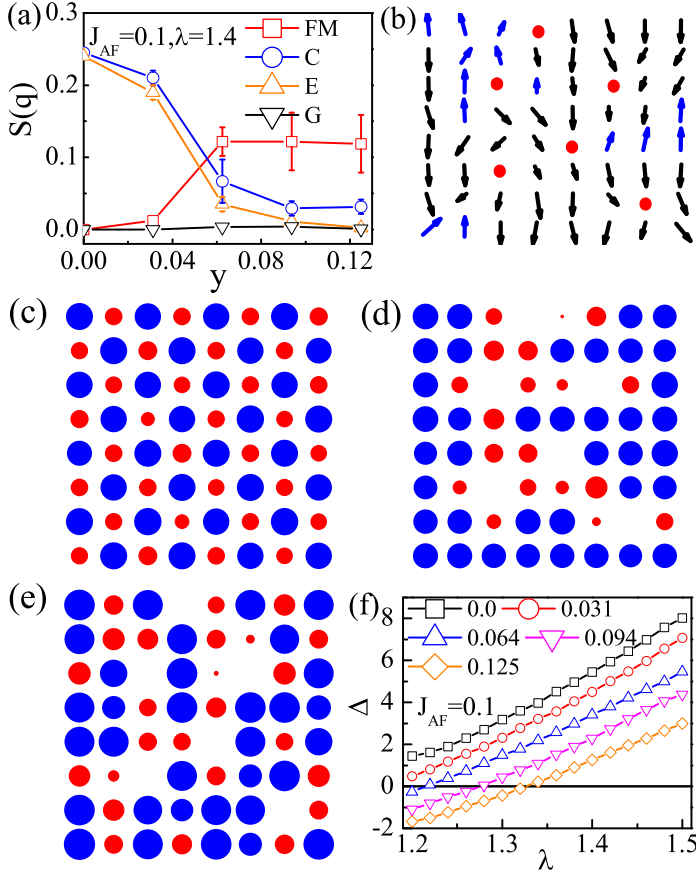 (a)
J_AF=0.1,λ=1.4
FM
C
E
G
S(q)
0.3
0.2
0.1
0.0
0.00 0.04 0.08 0.12
y
(b)
(c)
(d)
(e)
(f)
0.0 0.031
0.064 0.094
0.125
J_AF=0.1
Δ
8
6
4
2
0
-2
1.2 1.3 1.4 1.5
λ